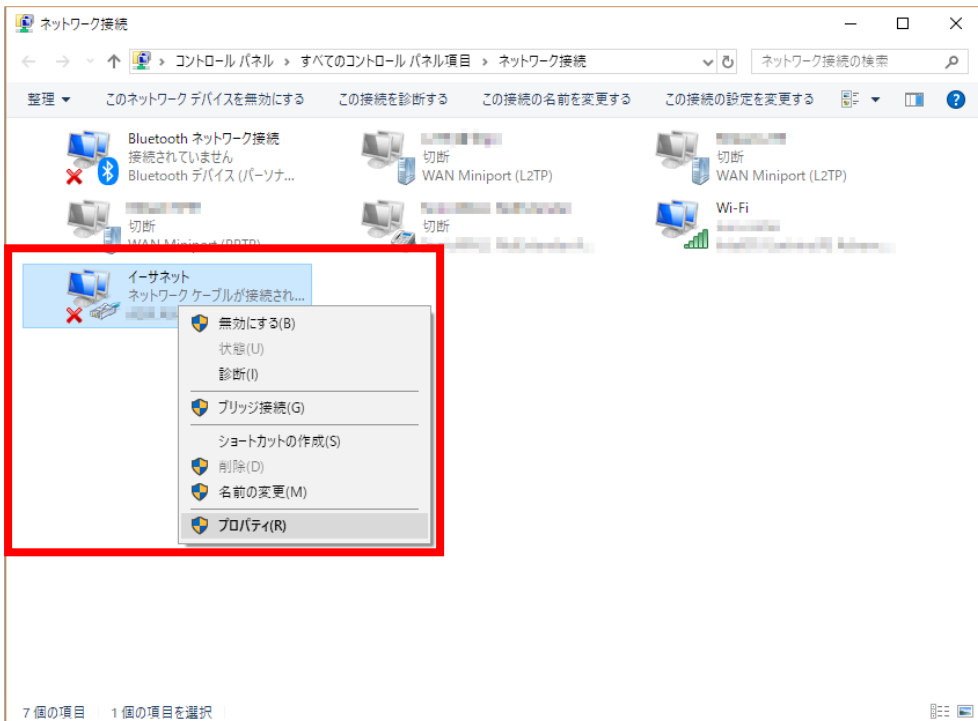 ネットワーク接続
コントロール パネル › すべてのコントロール パネル項目 › ネットワーク接続
ネットワーク接続の検索
整理 このネットワーク デバイスを無効にする この接続を診断する この接続の名前を変更する この接続の設定を変更する
Bluetooth ネットワーク接続
接続されていません
Bluetooth デバイス (パーソナ...
切断
WAN Miniport (L2TP)
切断
WAN Miniport (L2TP)
切断
WAN Miniport (PPTP)
切断
Wi-Fi
イーサネット
ネットワーク ケーブルが接続され...
無効にする(B)
状態(U)
診断(I)
ブリッジ接続(G)
ショートカットの作成(S)
削除(D)
名前の変更(M)
プロパティ(R)
7 個の項目 1 個の項目を選択